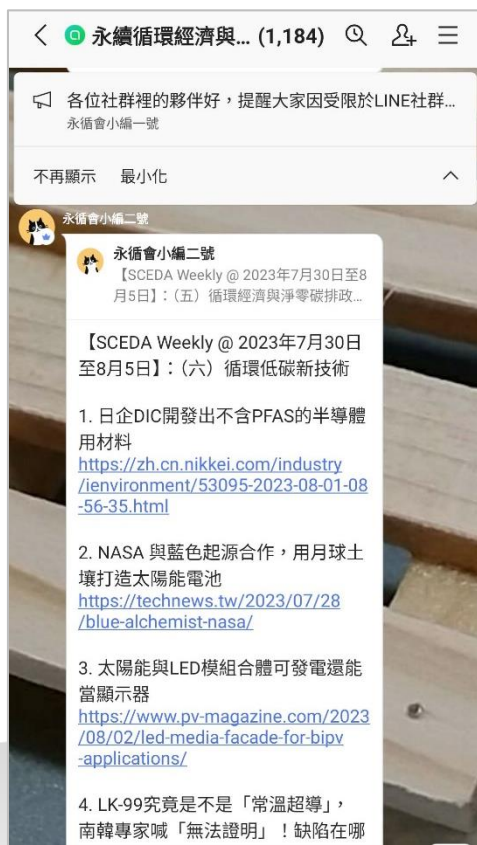 永續循環經濟與... (1,184)
各位社群裡的夥伴好，提醒大家因受限於LINE社群...
永循會小編一號
不再顯示 最小化
永循會小編二號
永循會小編二號
【SCEDA Weekly @ 2023年7月30日至8
月5日】：（五）循環經濟與淨零碳排政...
【SCEDA Weekly @ 2023年7月30日
至8月5日】：（六）循環低碳新技術
1. 日企DIC開發出不含PFAS的半導體
用材料
https://zh.cn.nikkei.com/industry
/ienvironment/53095-2023-08-01-08
-56-35.html
2. NASA 與藍色起源合作，用月球土
壤打造太陽能電池
https://technews.tw/2023/07/28
/blue-alchemist-nasa/
3. 太陽能與LED模組合體可發電還能
當顯示器
https://www.pv-magazine.com/2023
/08/02/led-media-facade-for-bipv
-applications/
4. LK-99究竟是不是「常溫超導」，
南韓專家喊「無法證明」！缺陷在哪